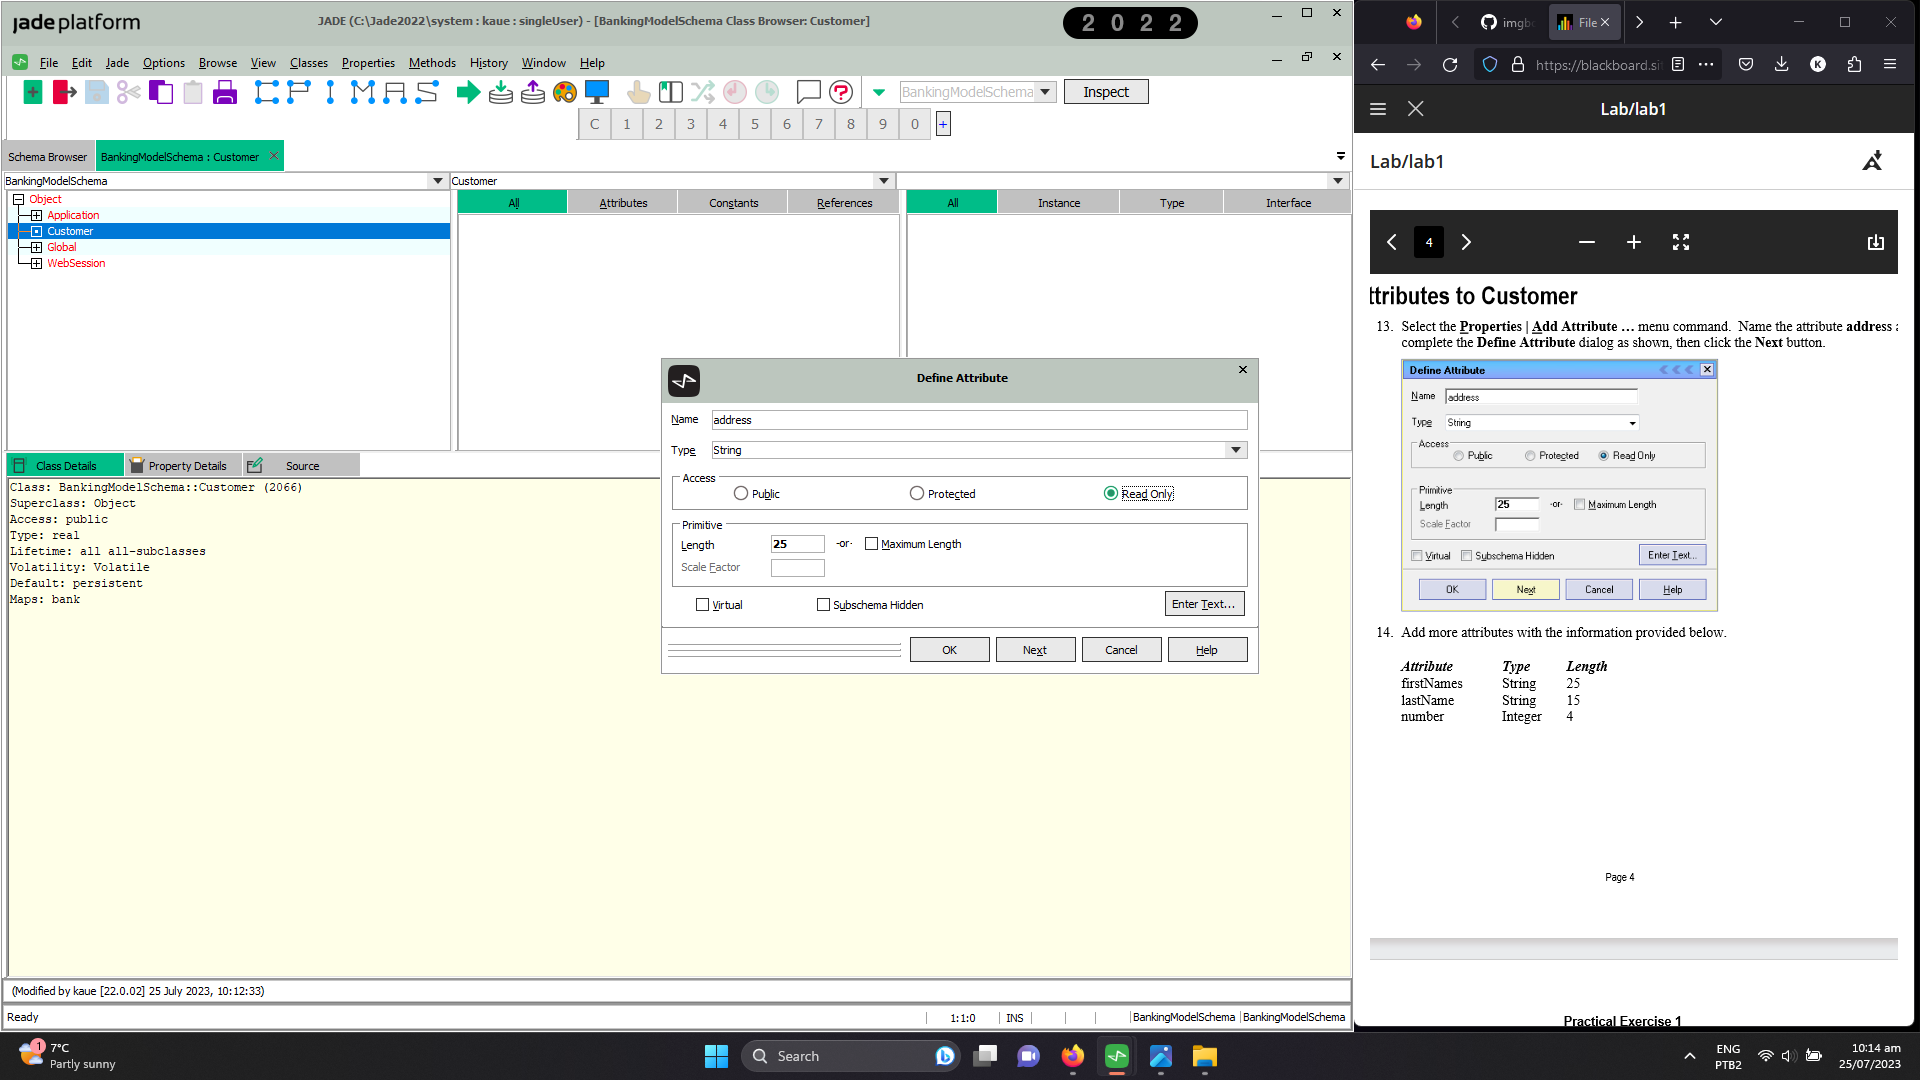 jade platform
JADE (C:\Jade2022\system : kaue : singleUser) - [BankingModelSchema Class Browser: Customer]
2 0 2 2
File Edit Jade Options Browse View Classes Properties Methods History Window Help
BankingModelSchema
Inspect
C 1 2 3 4 5 6 7 8 9 0 +
Schema Browser
BankingModelSchema : Customer
BankingModelSchema
Customer
Object
Application
Customer
Global
WebSession
All Attributes Constants References
All Instance Type Interface
Define Attribute
Name address
Type String
Access
Public Protected Read Only
Primitive
Length 25 -or- Maximum Length
Scale Factor
Virtual Subschema Hidden Enter Text...
OK Next Cancel Help
Class Details Property Details Source
Class: BankingModelSchema::Customer (2066)
Superclass: Object
Access: public
Type: real
Lifetime: all all-subclasses
Volatility: Volatile
Default: persistent
Maps: bank
(Modified by kaue [22.0.02] 25 July 2023, 10:12:33)
Ready
1:1:0 INS BankingModelSchema BankingModelSchema
imgb
File
https://blackboard.si
K
Lab/lab1
Lab/lab1
4
ttributes to Customer
13. Select the Properties | Add Attribute … menu command. Name the attribute address
complete the Define Attribute dialog as shown, then click the Next button.
Define Attribute
Name address
Type String
Access
Public Protected Read Only
Primitive
Length 25 -or- Maximum Length
Scale Factor
Virtual Subschema Hidden Enter Text...
OK Next Cancel Help
14. Add more attributes with the information provided below.
Attribute Type Length
firstNames String 25
lastName String 15
number Integer 4
Page 4
Practical Exercise 1
1
7°C
Partly sunny
Search
ENG
PTB2
10:14 am
25/07/2023